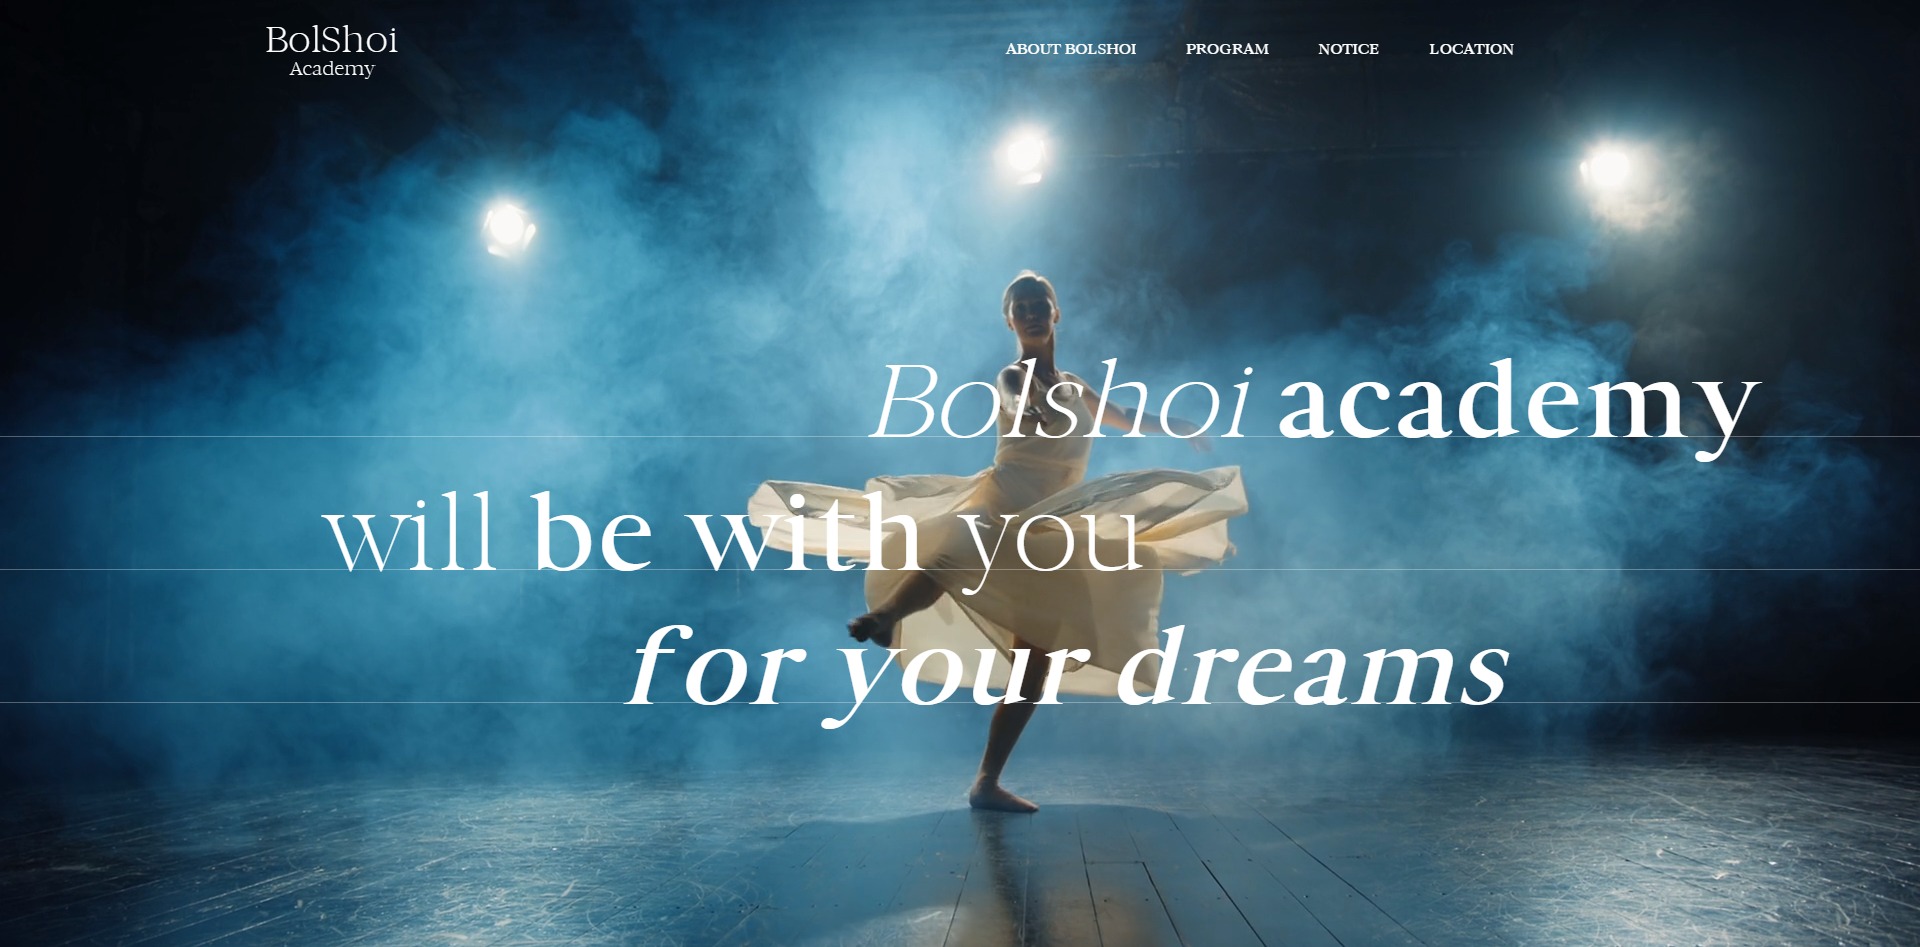 BolShoi
Academy
ABOUT BOLSHOI PROGRAM NOTICE LOCATION
Bolshoi academy
will be with you
for your dreams